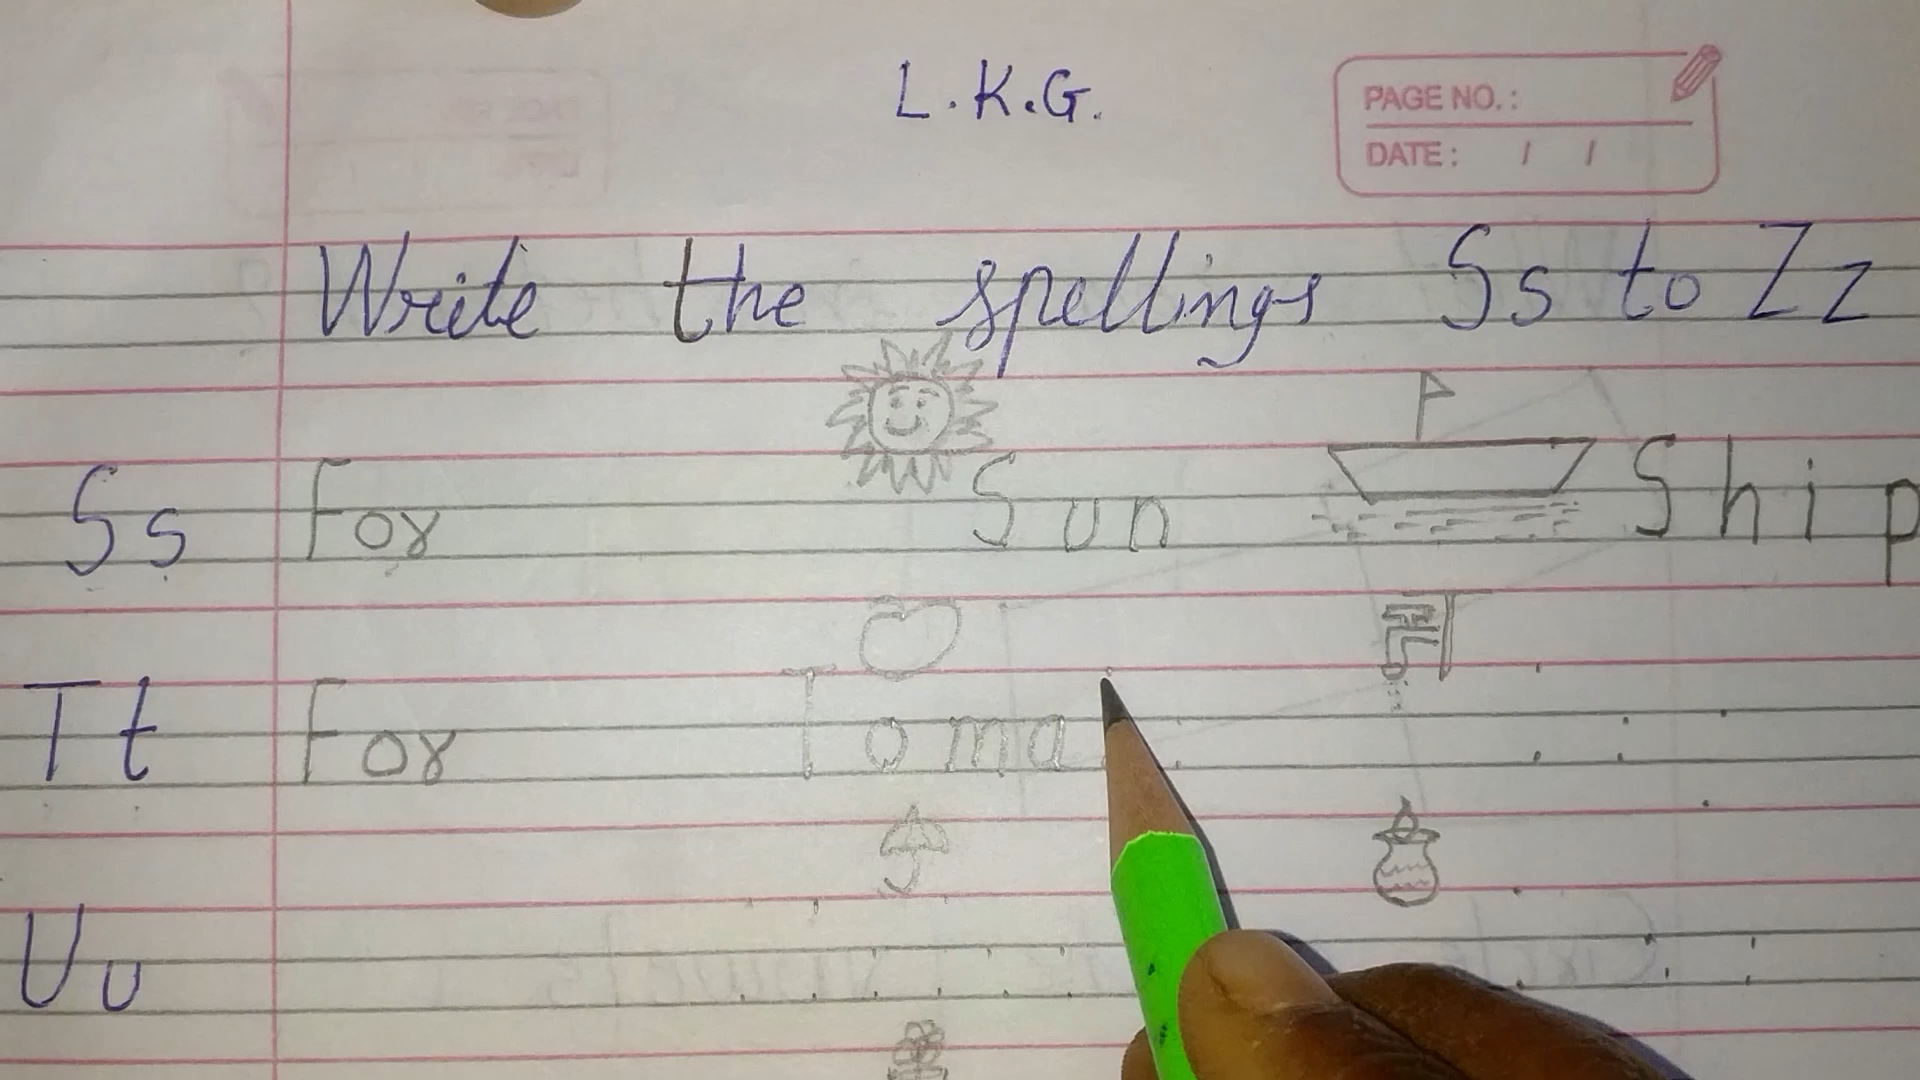 L.K.G.
PAGE NO.:
DATE: / /
Write the spellings Ss to Zz
Ss For Sun Ship
Tt For Toma
Uu